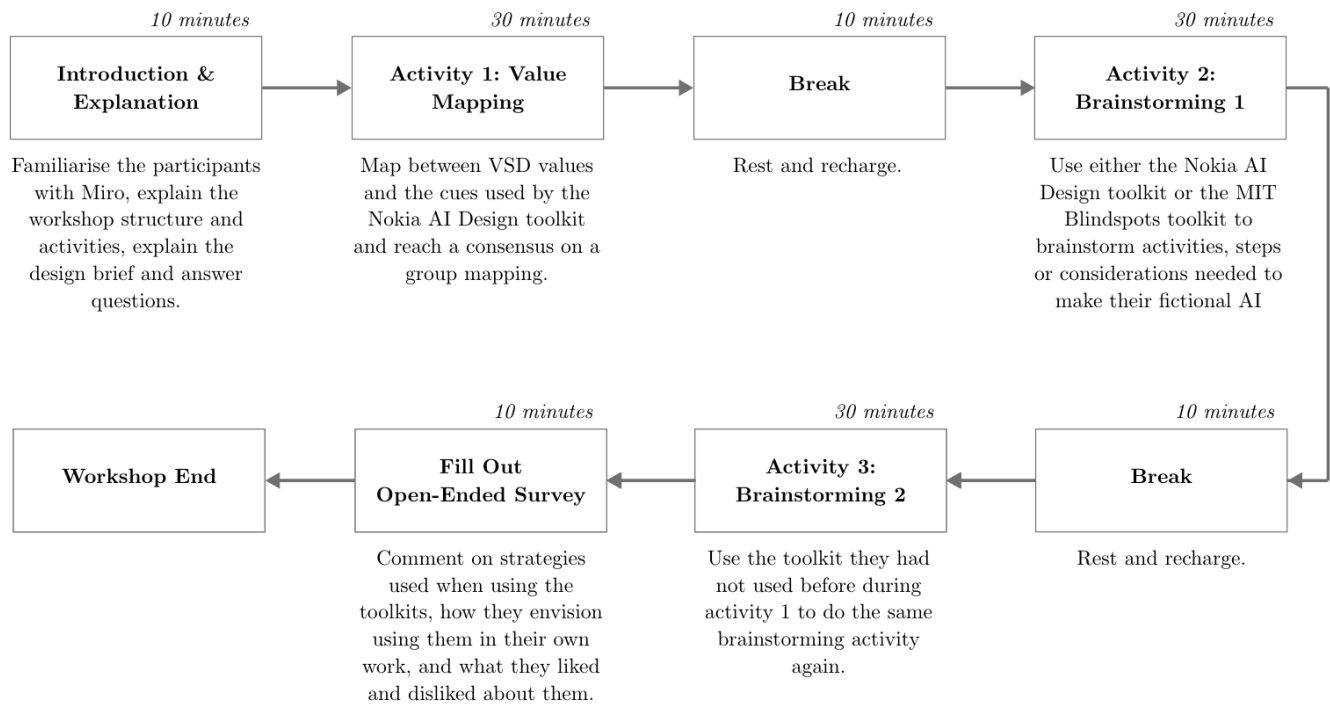 10 minutes
Introduction &
Explanation
Familiarise the participants
with Miro, explain the
workshop structure and
activities, explain the
design brief and answer
questions.
30 minutes
Activity 1: Value
Mapping
Map between VSD values
and the cues used by the
Nokia AI Design toolkit
and reach a consensus on a
group mapping.
10 minutes
Break
Rest and recharge.
30 minutes
Activity 2:
Brainstorming 1
Use either the Nokia AI
Design toolkit or the MIT
Blindspots toolkit to
brainstorm activities, steps
or considerations needed to
make their fictional AI
10 minutes
Break
Rest and recharge.
30 minutes
Activity 3:
Brainstorming 2
Use the toolkit they had
not used before during
activity 1 to do the same
brainstorming activity
again.
10 minutes
Fill Out
Open-Ended Survey
Comment on strategies
used when using the
toolkits, how they envision
using them in their own
work, and what they liked
and disliked about them.
Workshop End